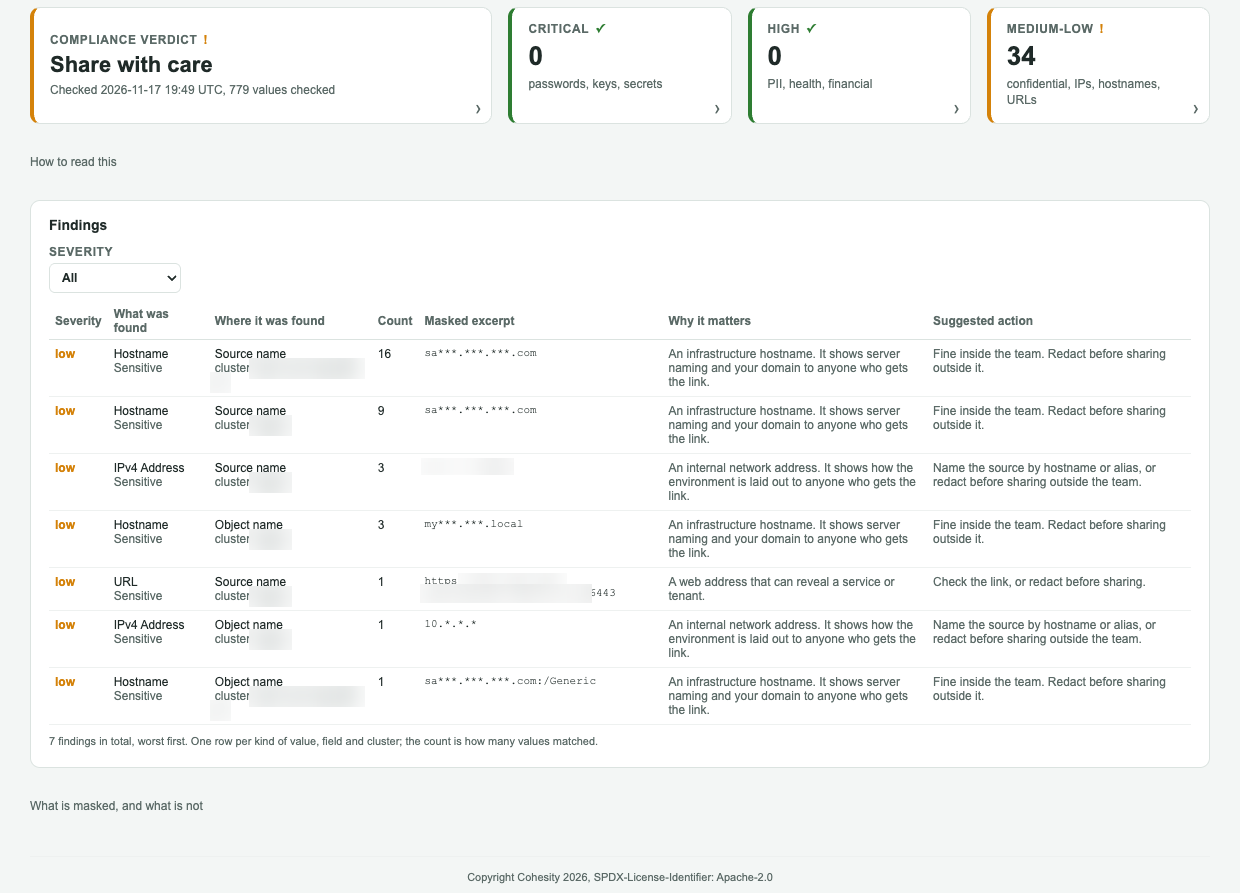 COMPLIANCE VERDICT !
Share with care
Checked 2026-11-17 19:49 UTC, 779 values checked
›
CRITICAL ✓
0
passwords, keys, secrets
›
HIGH ✓
0
PII, health, financial
›
MEDIUM-LOW !
34
confidential, IPs, hostnames,
URLs
›
How to read this
Findings
SEVERITY
All
Severity What was found Where it was found Count Masked excerpt Why it matters Suggested action
low Hostname Source name 16 sa***.***.***.com An infrastructure hostname. It shows server Fine inside the team. Redact before sharing
Sensitive cluster naming and your domain to anyone who gets outside it.
the link.
low Hostname Source name 9 sa***.***.***.com An infrastructure hostname. It shows server Fine inside the team. Redact before sharing
Sensitive cluster naming and your domain to anyone who gets outside it.
the link.
low IPv4 Address Source name 3 An internal network address. It shows how the Name the source by hostname or alias, or
Sensitive cluster environment is laid out to anyone who gets the redact before sharing outside the team.
link.
low Hostname Object name 3 my***.***.local An infrastructure hostname. It shows server Fine inside the team. Redact before sharing
Sensitive cluster naming and your domain to anyone who gets outside it.
the link.
low URL Source name 1 https A web address that can reveal a service or Check the link, or redact before sharing.
Sensitive cluster 6443 tenant.
low IPv4 Address Object name 1 10.*.*.* An internal network address. It shows how the Name the source by hostname or alias, or
Sensitive cluster environment is laid out to anyone who gets the redact before sharing outside the team.
link.
low Hostname Object name 1 sa***.***.***.com:/Generic An infrastructure hostname. It shows server Fine inside the team. Redact before sharing
Sensitive cluster naming and your domain to anyone who gets outside it.
the link.
7 findings in total, worst first. One row per kind of value, field and cluster; the count is how many values matched.
What is masked, and what is not
Copyright Cohesity 2026, SPDX-License-Identifier: Apache-2.0